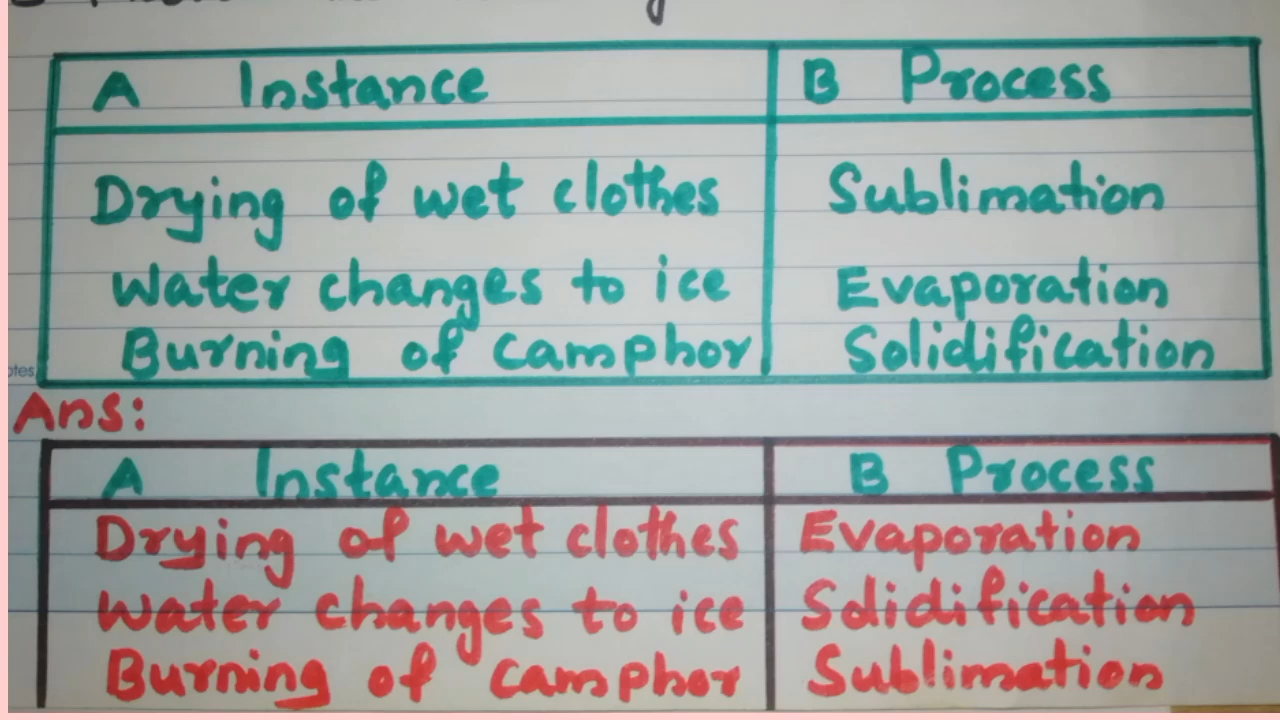 A Instance B Process
Drying of wet clothes Sublimation
Water changes to ice Evaporation
Burning of camphor Solidification
otes
Ans:
A Instance B Process
Drying of wet clothes Evaporation
Water changes to ice Solidification
Burning of camphor Sublimation